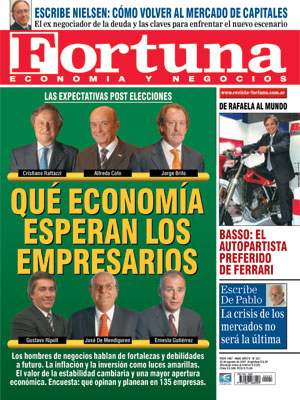 ESCRIBE NIELSEN: CÓMO VOLVER AL MERCADO DE CAPITALES
El ex negociador de la deuda y las claves para enfrentar el nuevo escenario
Fortuna
ECONOMIA Y NEGOCIOS
LAS EXPECTATIVAS POST ELECCIONES
Cristiano Rattazzi
Alfredo Coto
Jorge Brito
QUÉ ECONOMÍA
ESPERAN LOS
EMPRESARIOS
Gustavo Ripoll
José De Mendiguren
Ernesto Gutiérrez
Los hombres de negocios hablan de fortalezas y debilidades
a futuro. La inflación y la inversión como luces amarillas.
El valor de la estabilidad cambiaria y una mayor apertura
económica. Encuesta: qué opinan y planean en 135 empresas.
www.revista-fortuna.com.ar
DE RAFAELA AL MUNDO
BASSO: EL
AUTOPARTISTA
PREFERIDO
DE FERRARI
Escribe
De Pablo
La crisis de los
mercados no
será la última